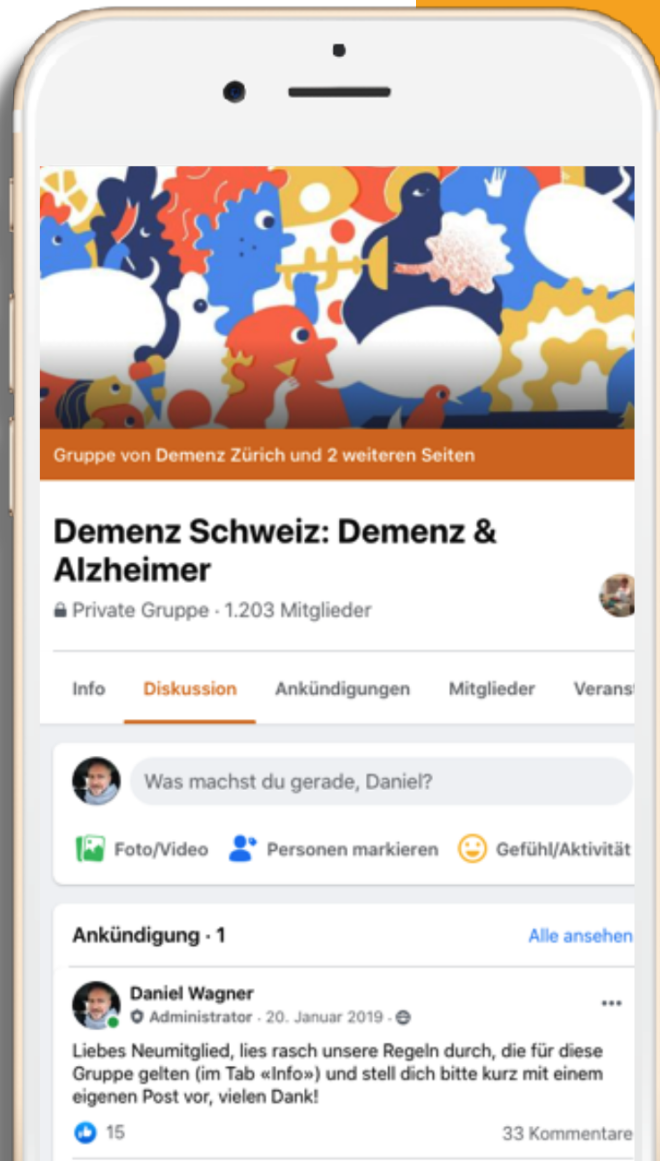 Gruppe von Demenz Zürich und 2 weiteren Seiten
Demenz Schweiz: Demenz &
Alzheimer
Private Gruppe · 1.203 Mitglieder
Info Diskussion Ankündigungen Mitglieder Verans
Was machst du gerade, Daniel?
Foto/Video Personen markieren Gefühl/Aktivität
Ankündigung · 1 Alle ansehen
Daniel Wagner
Administrator · 20. Januar 2019 ·
Liebes Neumitglied, lies rasch unsere Regeln durch, die für diese
Gruppe gelten (im Tab «Info») und stell dich bitte kurz mit einem
eigenen Post vor, vielen Dank!
15 33 Kommentare